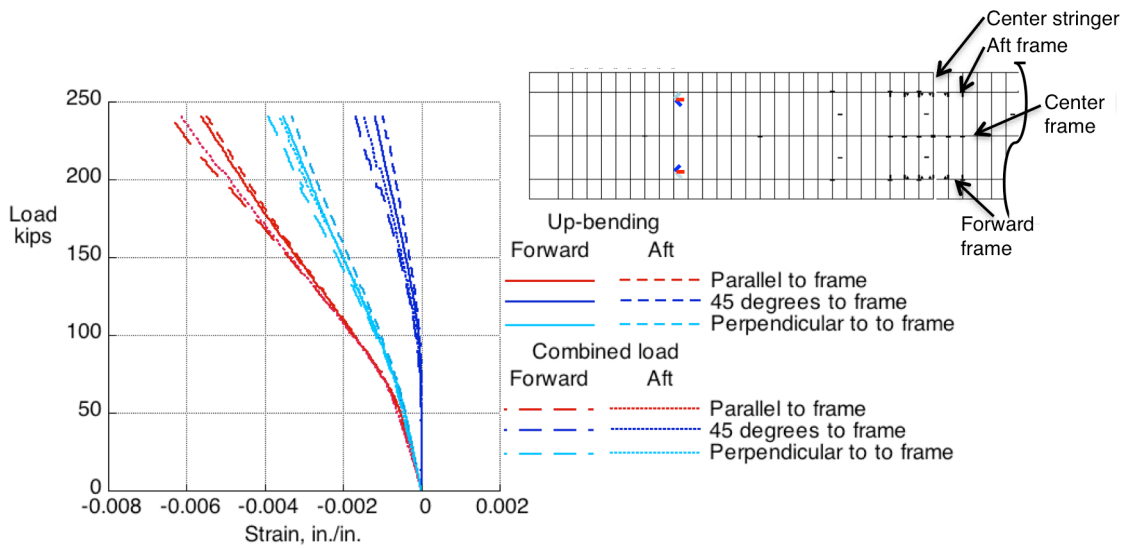 Center stringer
Aft frame
Center
frame
Forward
frame
250
200
150
100
50
0
Load
kips
-0.008
-0.006
-0.004
-0.002
0
0.002
Strain, in./in.
Up-bending
Forward
Aft
Parallel to frame
45 degrees to frame
Perpendicular to to frame
Combined load
Forward
Aft
Parallel to frame
45 degrees to frame
Perpendicular to to frame